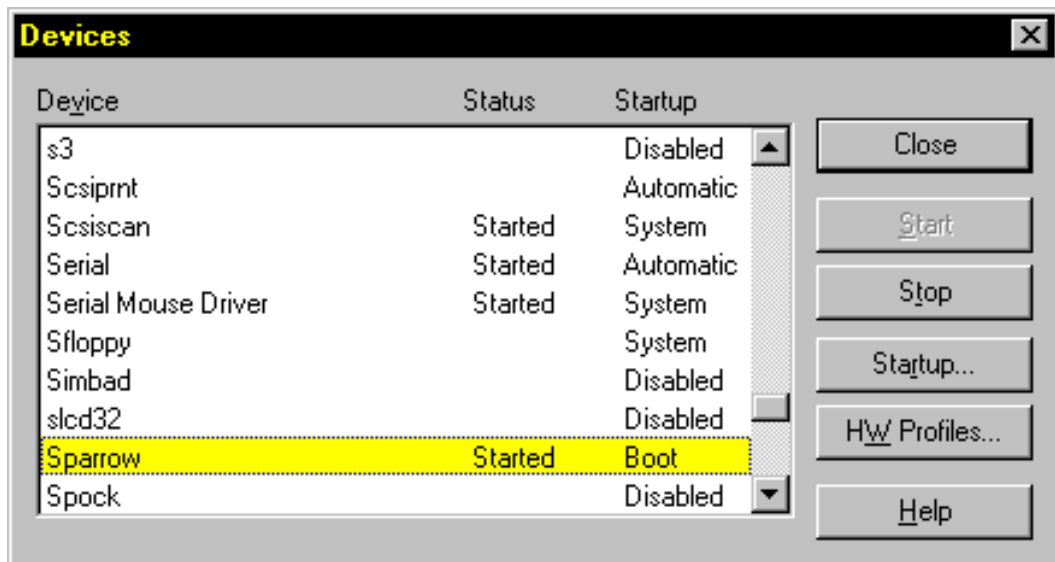 Devices
Device Status Startup
s3 Disabled
Scsiprnt Automatic
Scsiscan Started System
Serial Started Automatic
Serial Mouse Driver Started System
Sfloppy System
Simbad Disabled
slcd32 Disabled
Sparrow Started Boot
Spock Disabled
Close
Start
Stop
Startup...
HW Profiles...
Help